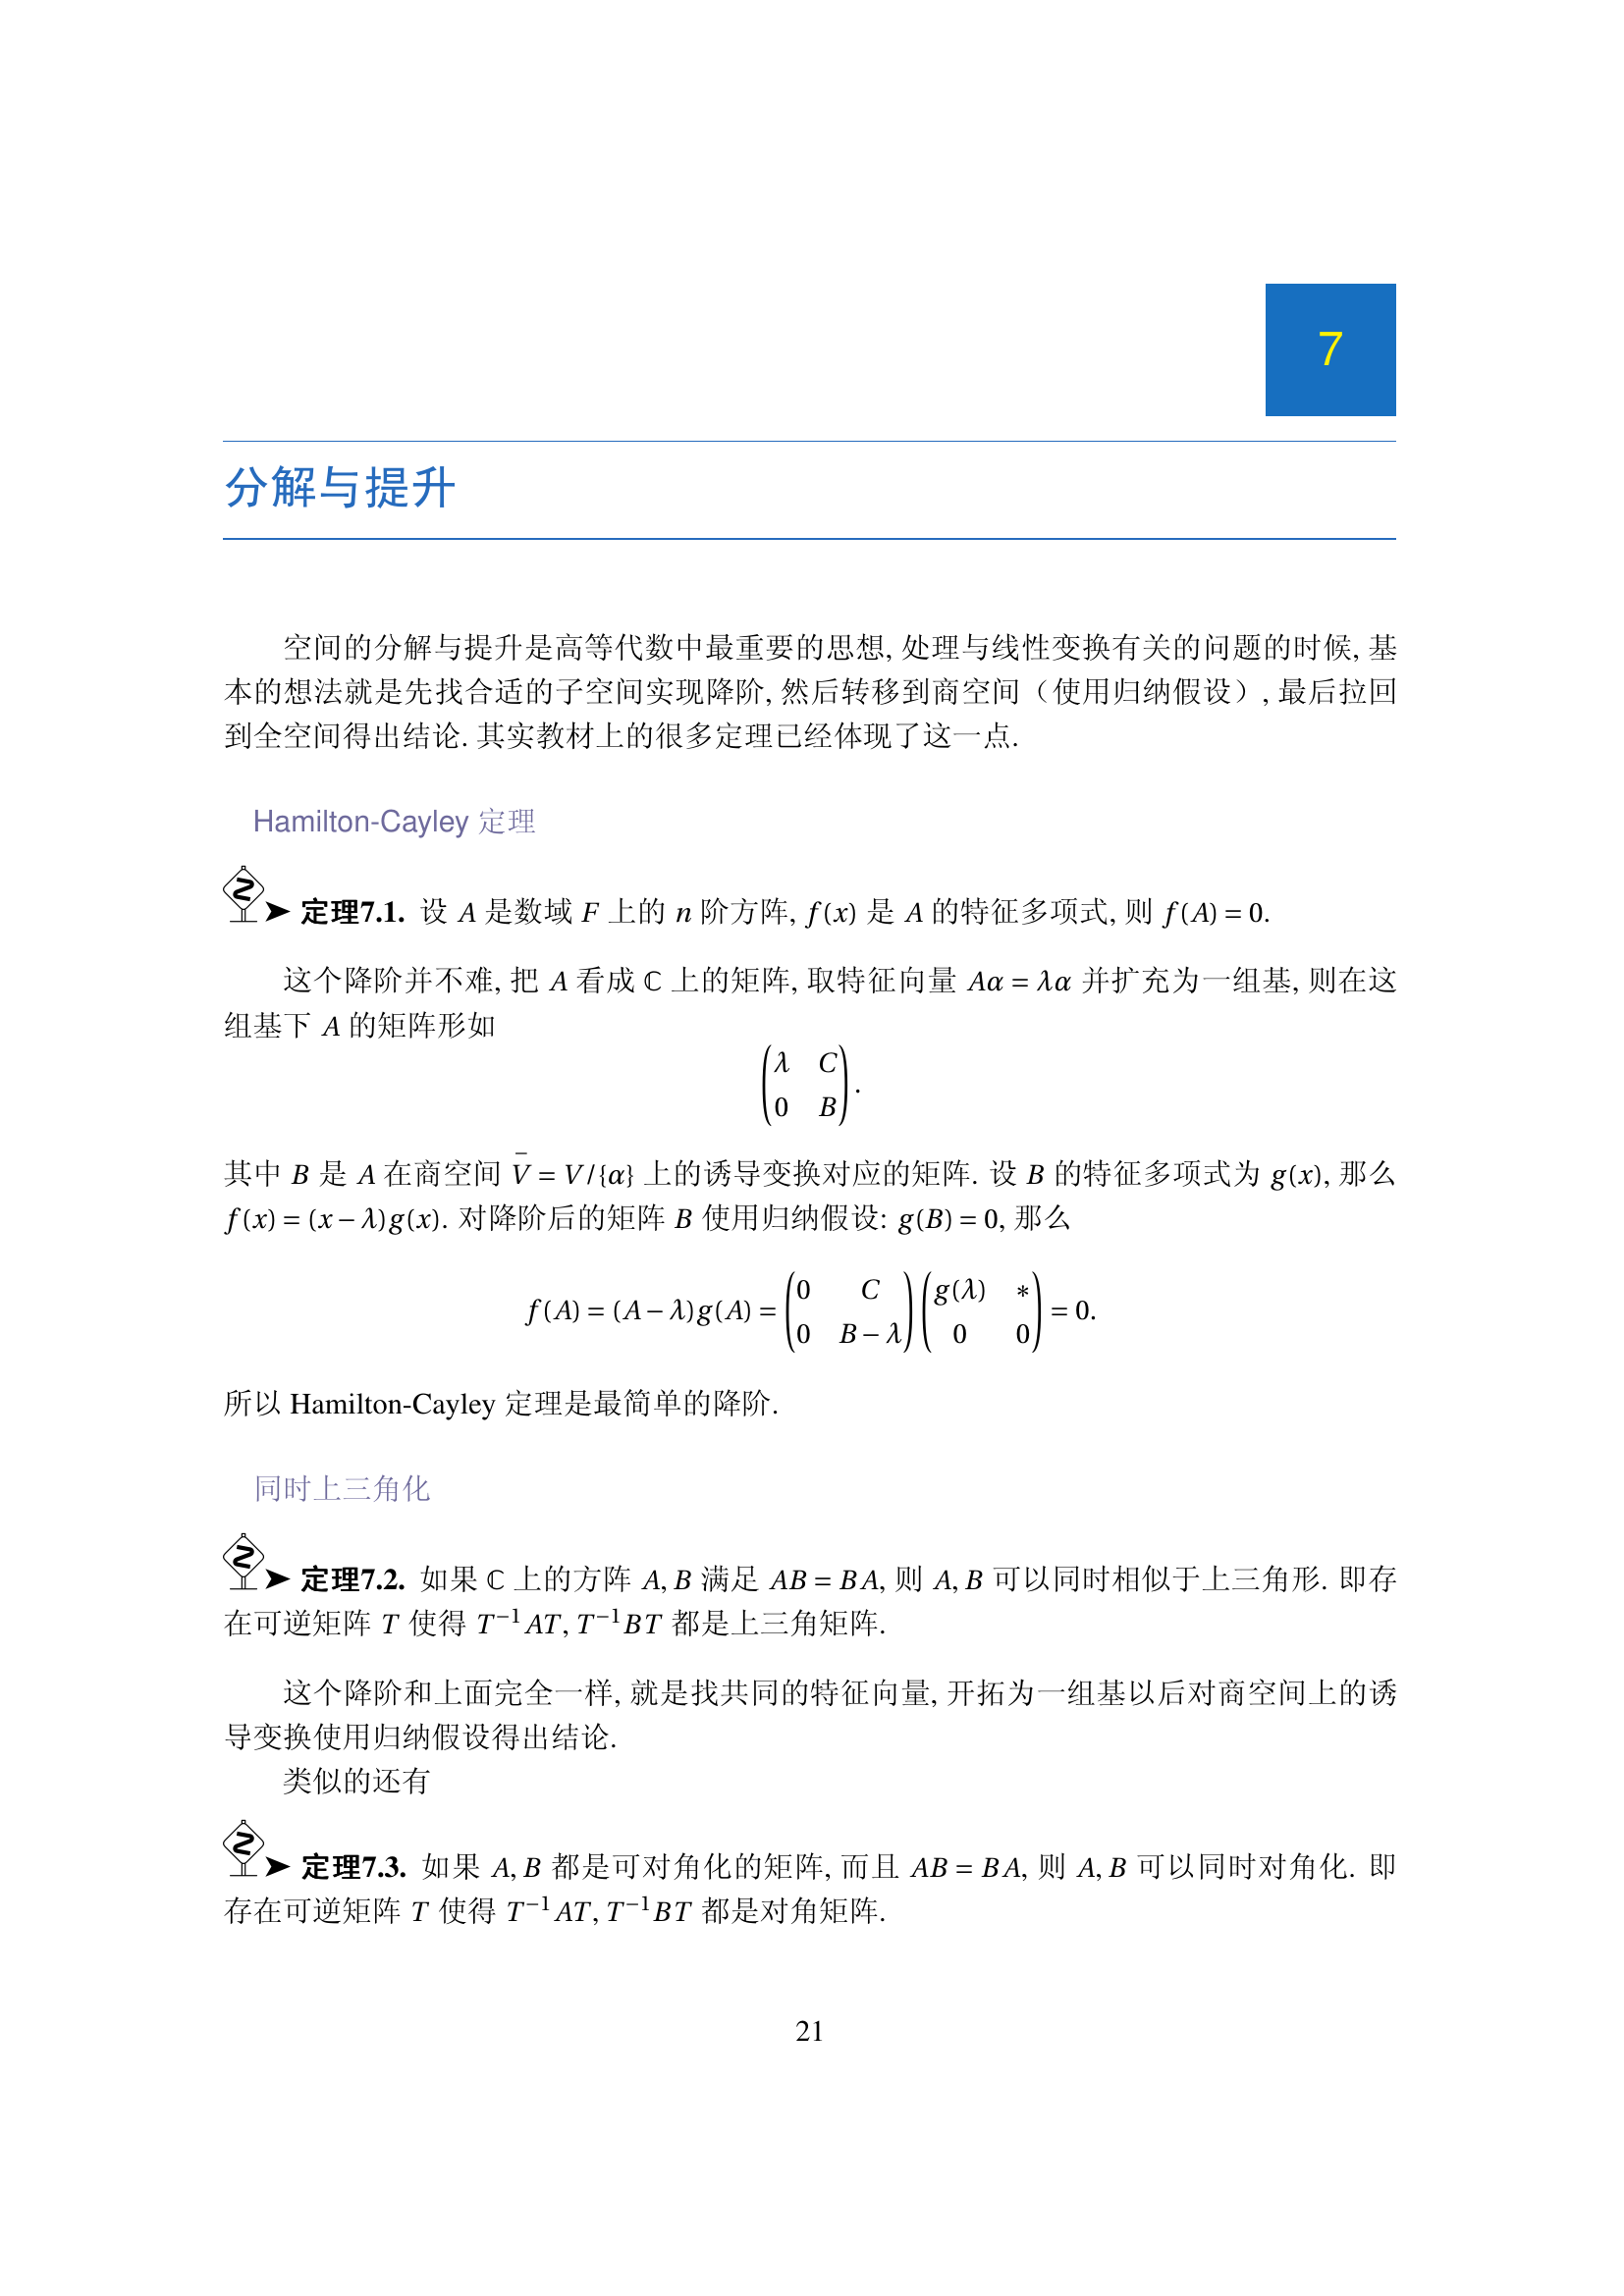 7
分解与提升
空间的分解与提升是高等代数中最重要的思想, 处理与线性变换有关的问题的时候, 基
本的想法就是先找合适的子空间实现降阶, 然后转移到商空间（使用归纳假设）, 最后拉回
到全空间得出结论. 其实教材上的很多定理已经体现了这一点.
Hamilton-Cayley 定理
定理7.1. 设 A 是数域 F 上的 n 阶方阵, f(x) 是 A 的特征多项式, 则 f(A) = 0.
这个降阶并不难, 把 A 看成 ℂ 上的矩阵, 取特征向量 Aα = λα 并扩充为一组基, 则在这
组基下 A 的矩阵形如
\begin{pmatrix} λ & C \\ 0 & B \end{pmatrix}.
其中 B 是 A 在商空间 V̄ = V/{α} 上的诱导变换对应的矩阵. 设 B 的特征多项式为 g(x), 那么
f(x) = (x − λ)g(x). 对降阶后的矩阵 B 使用归纳假设: g(B) = 0, 那么
f(A) = (A − λ)g(A) = \begin{pmatrix} 0 & C \\ 0 & B − λ \end{pmatrix} \begin{pmatrix} g(λ) & * \\ 0 & 0 \end{pmatrix} = 0.
所以 Hamilton-Cayley 定理是最简单的降阶.
同时上三角化
定理7.2. 如果 ℂ 上的方阵 A, B 满足 AB = BA, 则 A, B 可以同时相似于上三角形. 即存
在可逆矩阵 T 使得 T⁻¹AT, T⁻¹BT 都是上三角矩阵.
这个降阶和上面完全一样, 就是找共同的特征向量, 开拓为一组基以后对商空间上的诱
导变换使用归纳假设得出结论.
类似的还有
定理7.3. 如果 A, B 都是可对角化的矩阵, 而且 AB = BA, 则 A, B 可以同时对角化. 即
存在可逆矩阵 T 使得 T⁻¹AT, T⁻¹BT 都是对角矩阵.
21